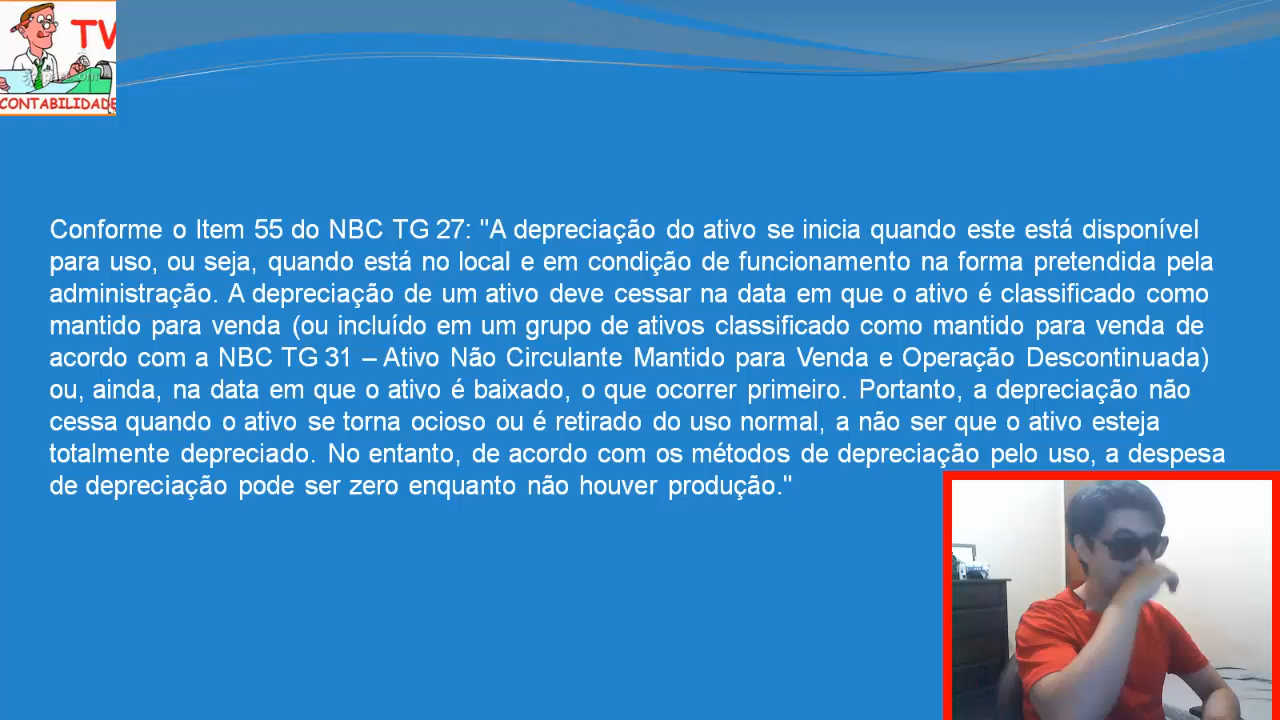 TV
CONTABILIDADE
Conforme o Item 55 do NBC TG 27: "A depreciação do ativo se inicia quando este está disponível
para uso, ou seja, quando está no local e em condição de funcionamento na forma pretendida pela
administração. A depreciação de um ativo deve cessar na data em que o ativo é classificado como
mantido para venda (ou incluído em um grupo de ativos classificado como mantido para venda de
acordo com a NBC TG 31 – Ativo Não Circulante Mantido para Venda e Operação Descontinuada)
ou, ainda, na data em que o ativo é baixado, o que ocorrer primeiro. Portanto, a depreciação não
cessa quando o ativo se torna ocioso ou é retirado do uso normal, a não ser que o ativo esteja
totalmente depreciado. No entanto, de acordo com os métodos de depreciação pelo uso, a despesa
de depreciação pode ser zero enquanto não houver produção."